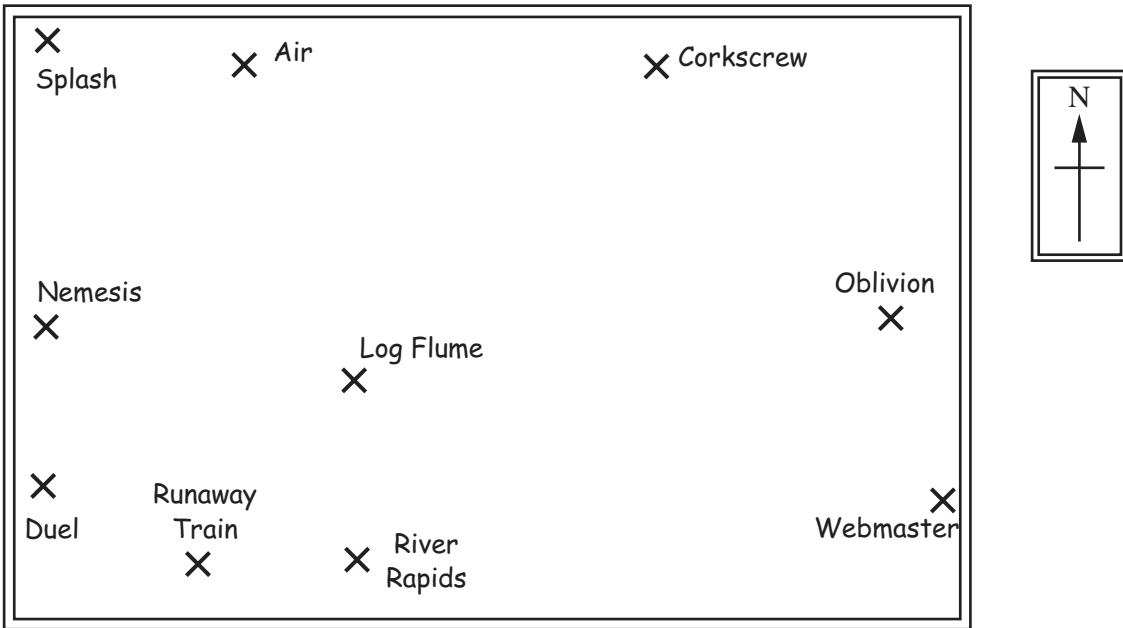 Splash
Air
Corkscrew
N
Nemesis
Oblivion
Log Flume
Duel
Runaway
Train
River
Rapids
Webmaster